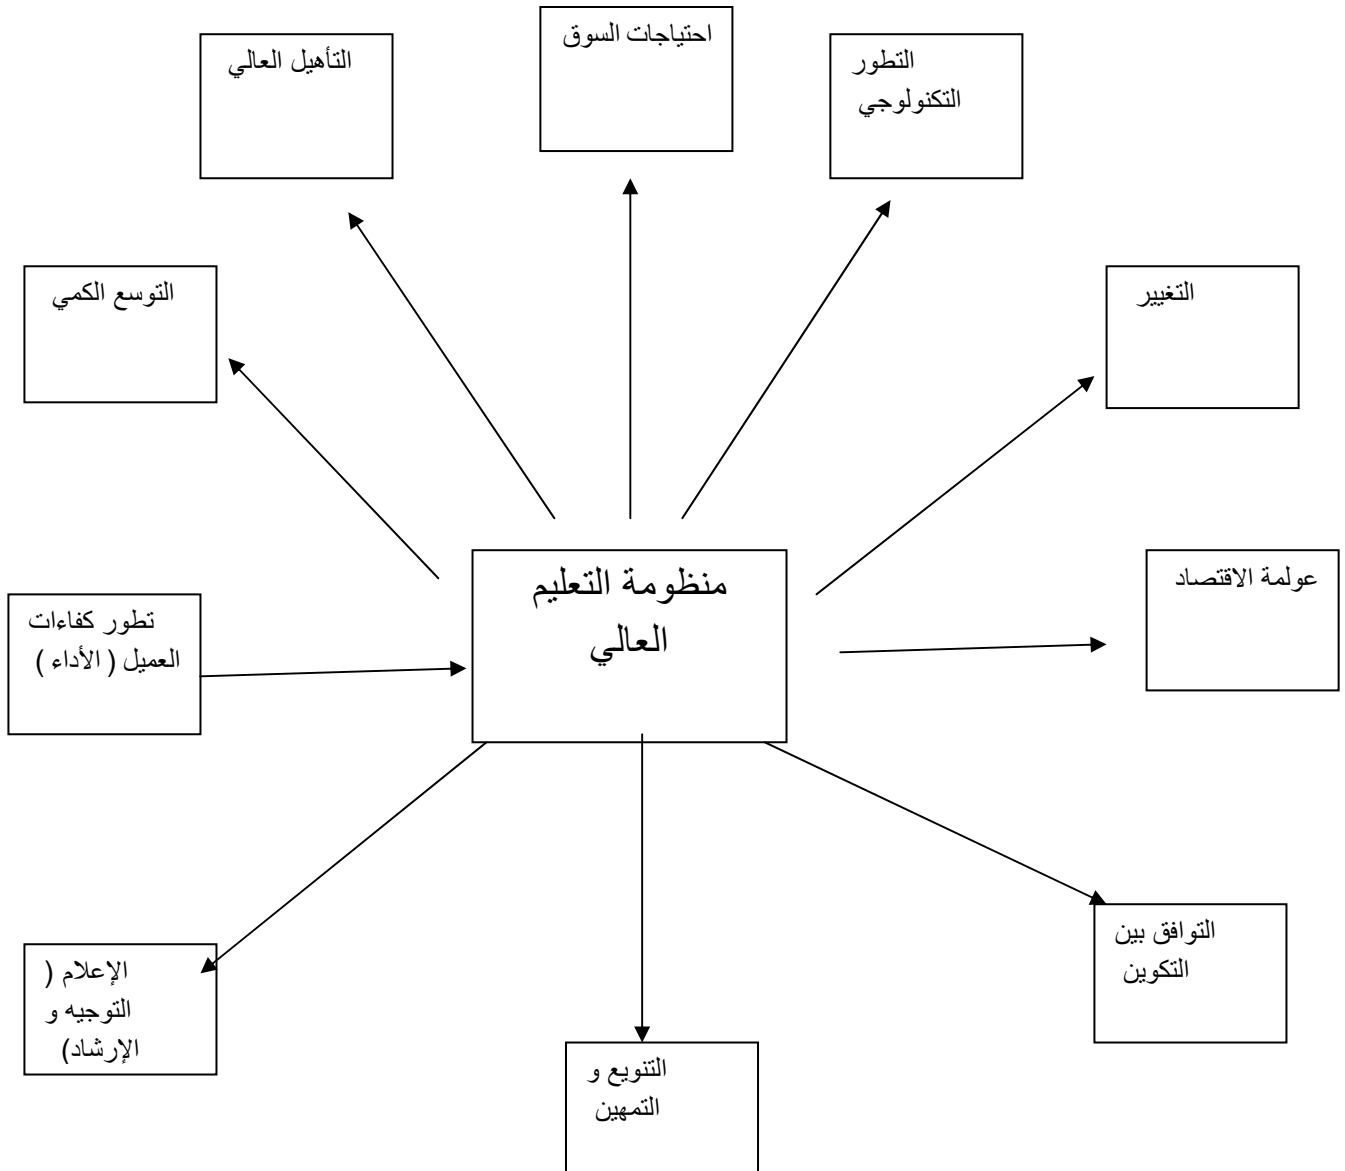 احتياجات السوق
التطور
التكنولوجي
التأهيل العالي
التغيير
التوسع الكمي
عولمة الاقتصاد
منظومة التعليم
العالي
تطور كفاءات
العميل ( الأداء )
التوافق بين
التكوين
الإعلام (
التوجيه و
الإرشاد)
التنويع و
التمهين